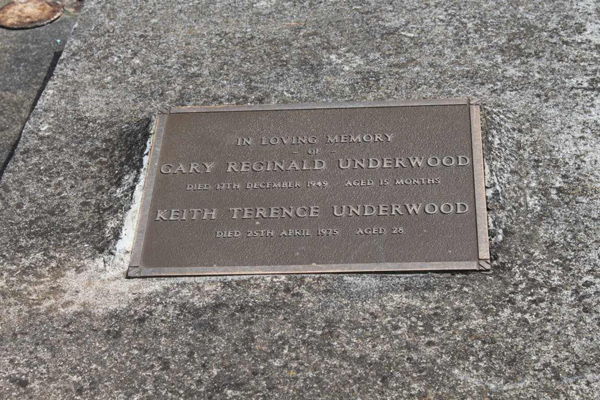 IN LOVING MEMORY
– OF –
GARY REGINALD UNDERWOOD
DIED 17TH DECEMBER 1949 AGED 15 MONTHS
KEITH TERENCE UNDERWOOD
DIED 25TH APRIL 1975 AGED 28